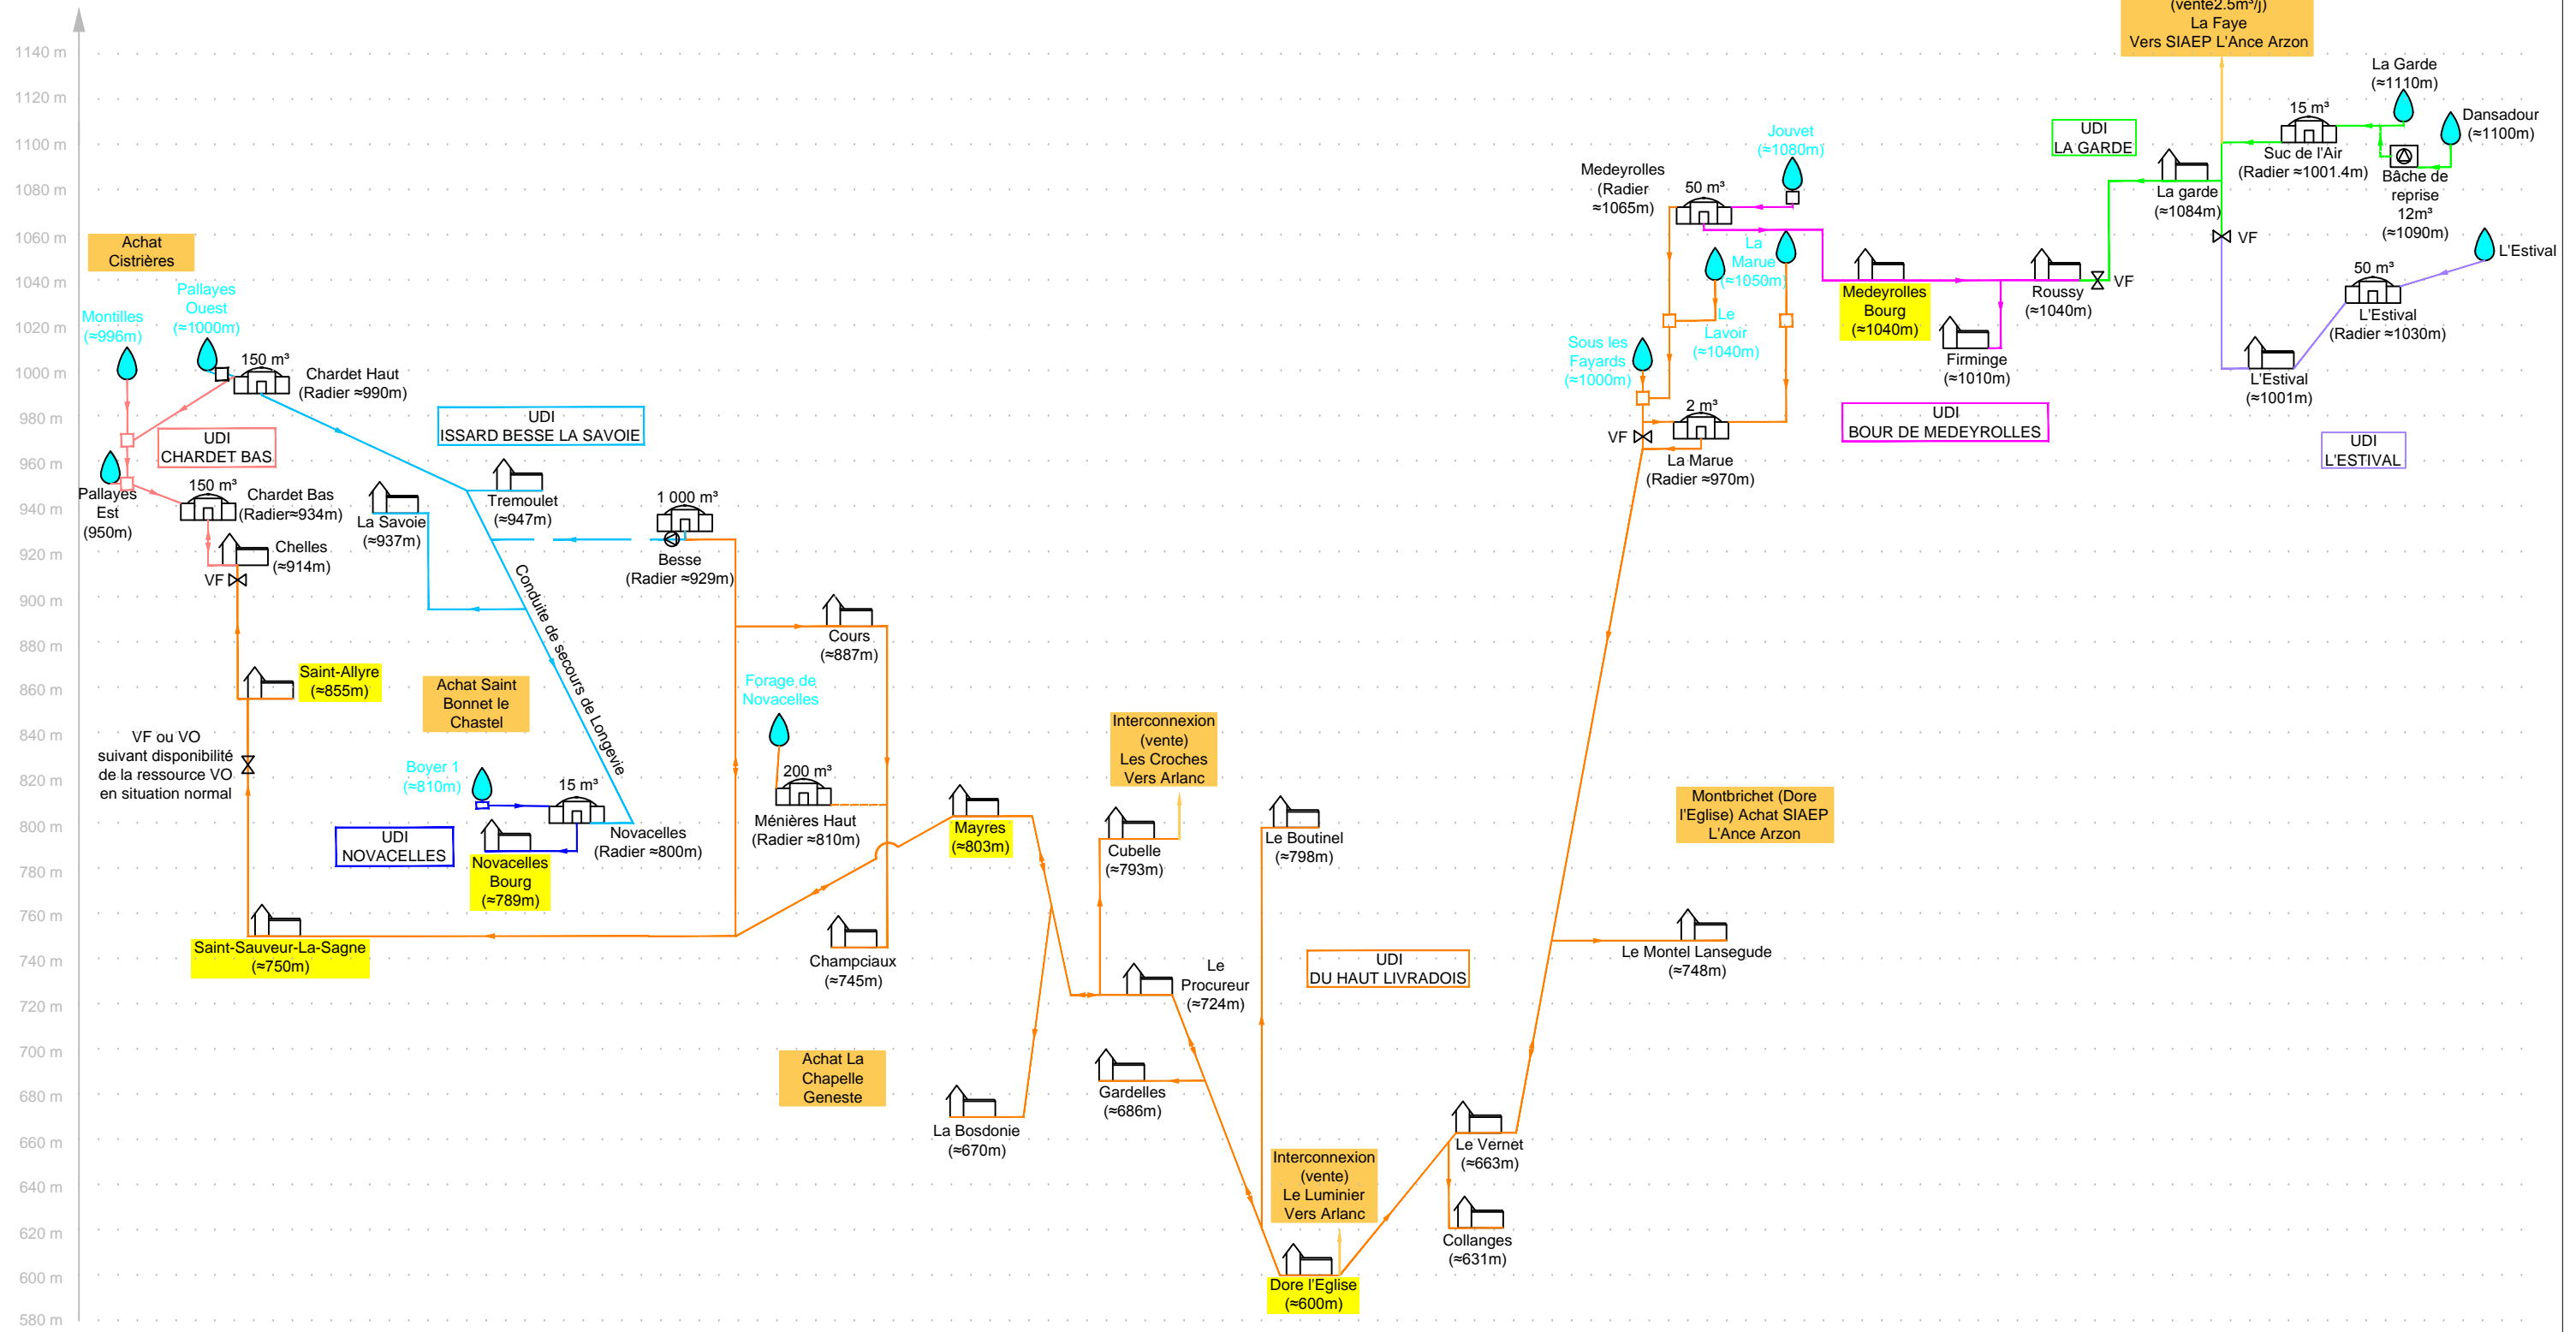 1140 m
1120 m
1100 m
1080 m
1060 m
1040 m
1020 m
1000 m
980 m
960 m
940 m
920 m
900 m
880 m
860 m
840 m
820 m
800 m
780 m
760 m
740 m
720 m
700 m
680 m
660 m
640 m
620 m
600 m
580 m
Achat
Cistrières
Montilles
(≈996m)
Pallayes
Ouest
(≈1000m)
150 m³
Chardet Haut
(Radier ≈990m)
UDI
CHARDET BAS
Pallayes
Est
(950m)
150 m³
Chardet Bas
(Radier≈934m)
Chelles
(≈914m)
VF
Saint-Allyre
(≈855m)
VF ou VO
suivant disponibilité
de la ressource VO
en situation normal
Saint-Sauveur-La-Sagne
(≈750m)
UDI
ISSARD BESSE LA SAVOIE
La Savoie
(≈937m)
Tremoulet
(≈947m)
1 000 m³
Besse
(Radier ≈929m)
Conduite de secours de Longevie
Achat Saint
Bonnet le
Chastel
Boyer 1
(≈810m)
15 m³
Novacelles
(Radier ≈800m)
UDI
NOVACELLES
Novacelles
Bourg
(≈789m)
Cours
(≈887m)
Forage de
Novacelles
200 m³
Ménières Haut
(Radier ≈810m)
Champciaux
(≈745m)
Mayres
(≈803m)
Achat La
Chapelle
Geneste
La Bosdonie
(≈670m)
Interconnexion
(vente)
Les Croches
Vers Arlanc
Cubelle
(≈793m)
Le
Procureur
(≈724m)
Gardelles
(≈686m)
Le Boutinel
(≈798m)
UDI
DU HAUT LIVRADOIS
Interconnexion
(vente)
Le Luminier
Vers Arlanc
Dore l'Eglise
(≈600m)
Le Vernet
(≈663m)
Collanges
(≈631m)
Montbrichet (Dore
l'Eglise) Achat SIAEP
L'Ance Arzon
Le Montel Lansegude
(≈748m)
Medeyrolles
(Radier
≈1065m)
50 m³
Jouvet
(≈1080m)
La
Marue
(≈1050m)
Le
Lavoir
(≈1040m)
Sous les
Fayards
(≈1000m)
2 m³
VF
La Marue
(Radier ≈970m)
Medeyrolles
Bourg
(≈1040m)
Firminge
(≈1010m)
Roussy
(≈1040m)
VF
UDI
BOUR DE MEDEYROLLES
UDI
LA GARDE
(vente2.5m³/j)
La Faye
Vers SIAEP L'Ance Arzon
La garde
(≈1084m)
VF
15 m³
Suc de l'Air
(Radier ≈1001.4m)
La Garde
(≈1110m)
Dansadour
(≈1100m)
Bâche de
reprise
12m³
(≈1090m)
L'Estival
50 m³
L'Estival
(Radier ≈1030m)
L'Estival
(≈1001m)
UDI
L'ESTIVAL